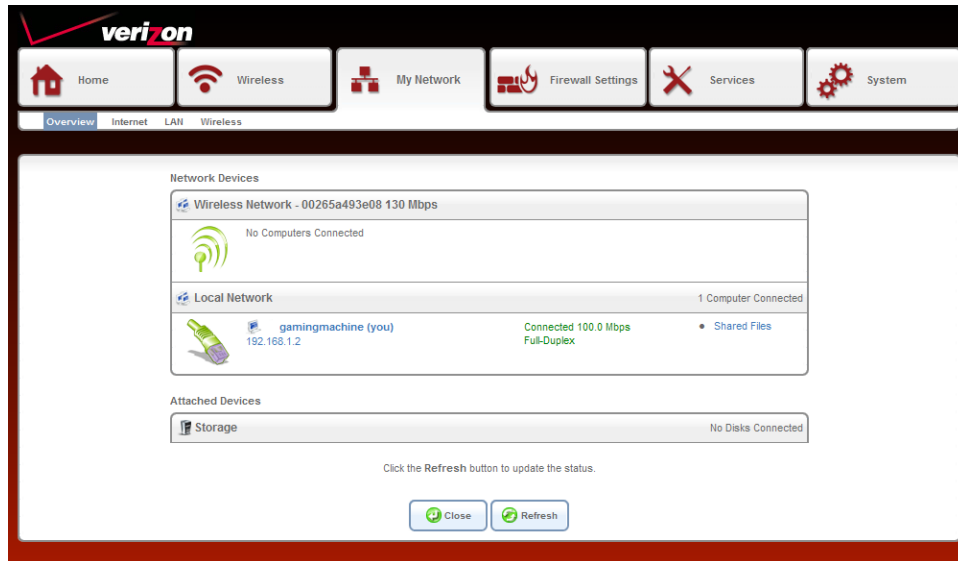 verizon
Home Wireless My Network Firewall Settings Services System
Overview Internet LAN Wireless
Network Devices
Wireless Network - 00265a493e08 130 Mbps
No Computers Connected
Local Network 1 Computer Connected
gamingmachine (you) Connected 100.0 Mbps • Shared Files
192.168.1.2 Full-Duplex
Attached Devices
Storage No Disks Connected
Click the Refresh button to update the status.
Close Refresh